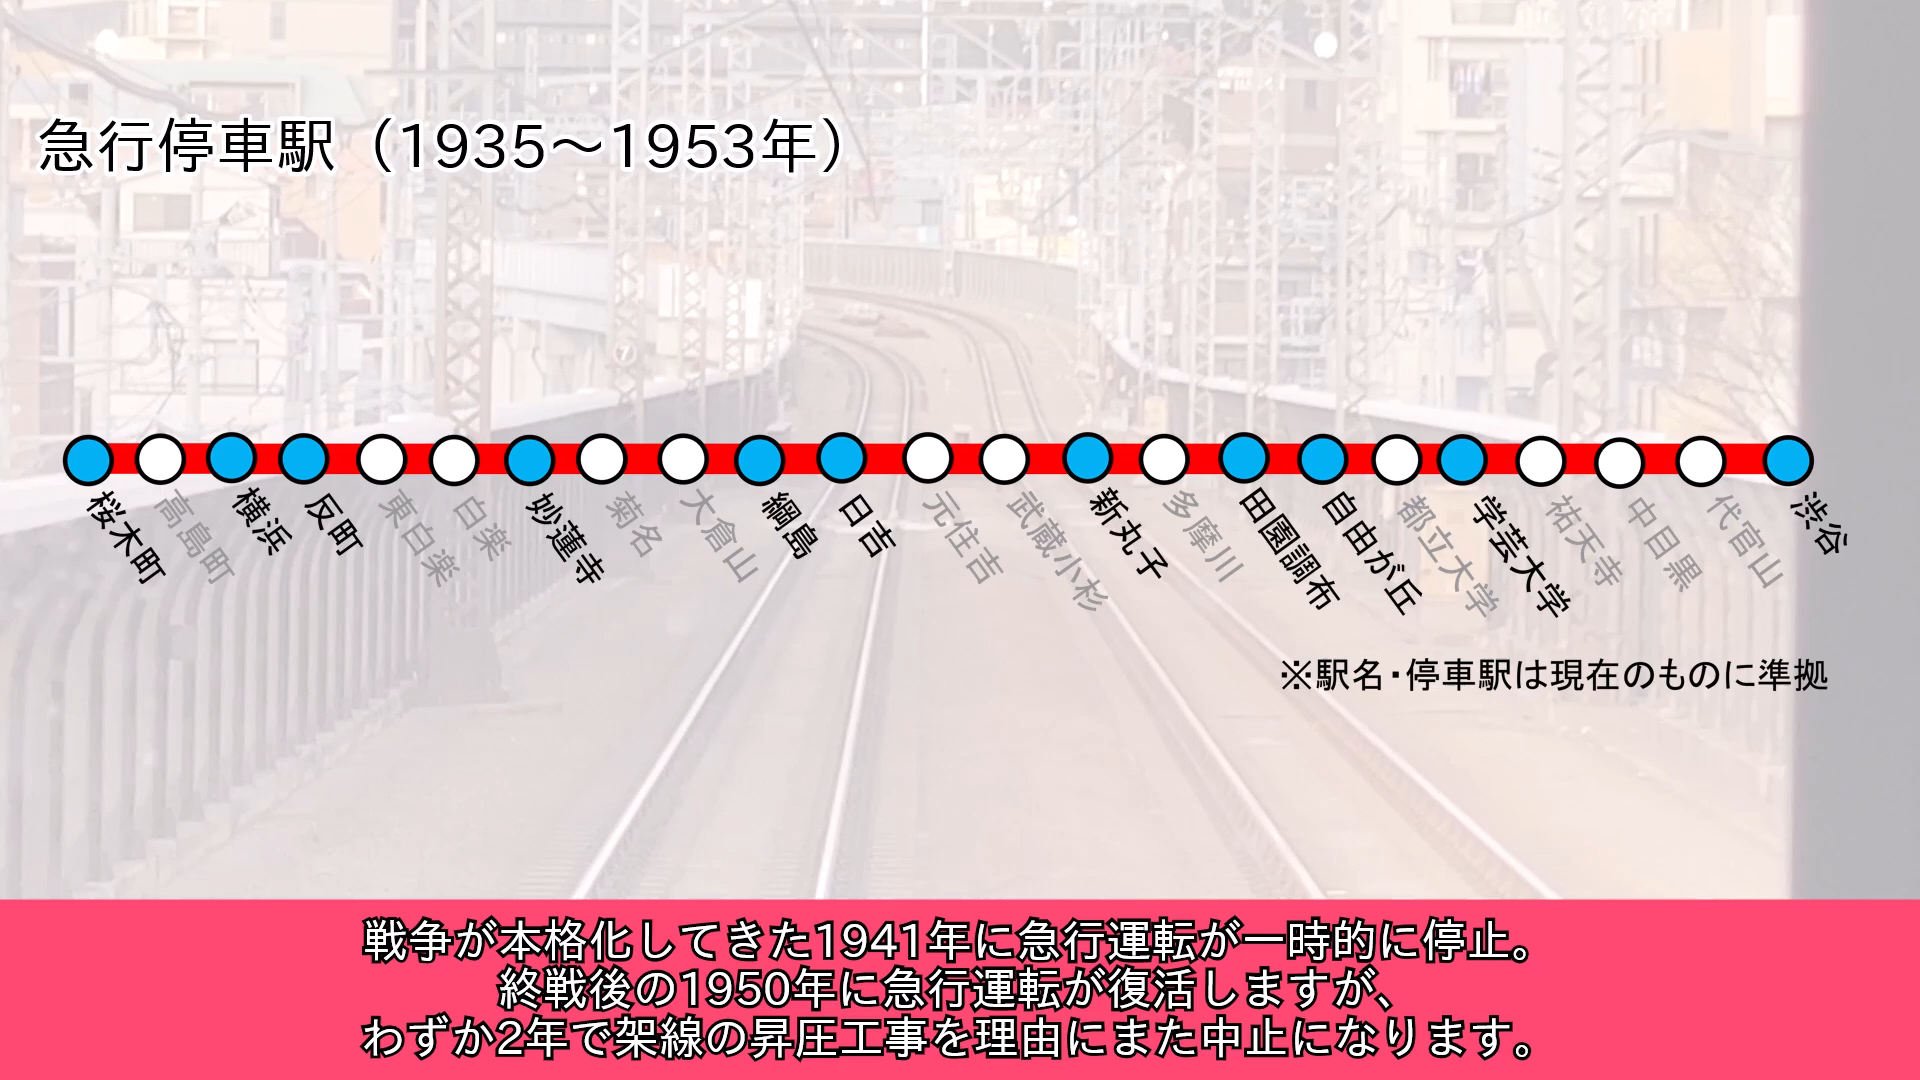 急行停車駅（1935～1953年）
桜木町
高島町
横浜
反町
東白楽
白楽
妙蓮寺
菊名
大倉山
綱島
日吉
元住吉
武蔵小杉
新丸子
多摩川
田園調布
自由が丘
都立大学
学芸大学
祐天寺
中目黒
代官山
渋谷
※駅名・停車駅は現在のものに準拠
戦争が本格化してきた1941年に急行運転が一時的に停止。
終戦後の1950年に急行運転が復活しますが、
わずか2年で架線の昇圧工事を理由にまた中止になります。
7